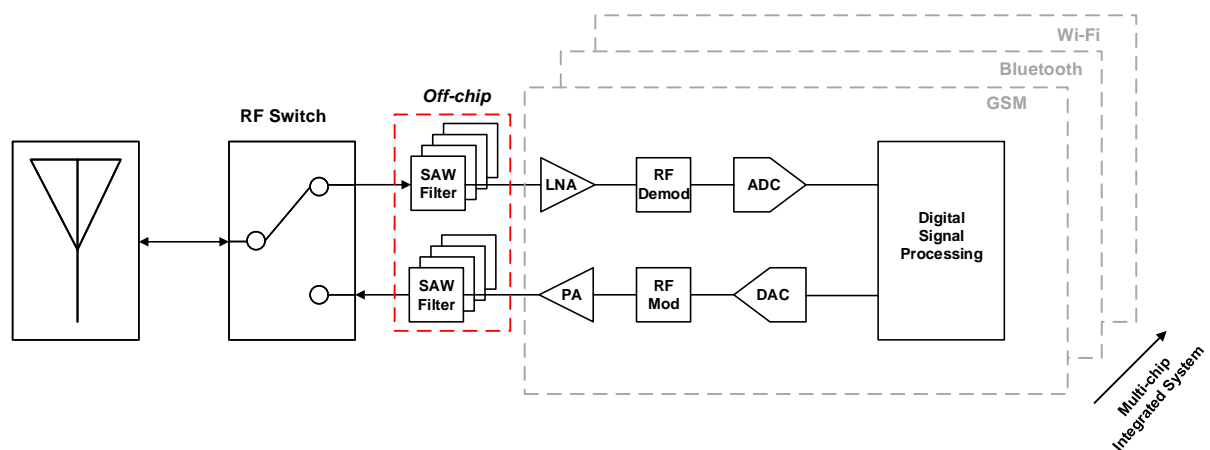 Wi-Fi
Bluetooth
GSM
Off-chip
RF Switch
SAW
Filter
LNA
RF
Demod
ADC
Digital
Signal
Processing
SAW
Filter
PA
RF
Mod
DAC
Multi-chip
Integrated System